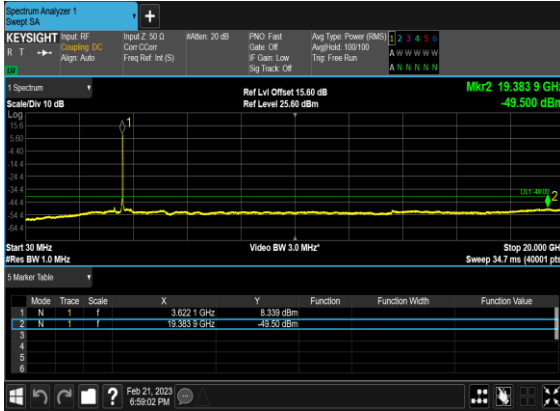 Spectrum Analyzer 1
Swept SA
+
KEYSIGHT Input: RF Input Z: 50 Ω #Atten: 20 dB PNO: Fast Avg Type: Power (RMS) 1 2 3 4 5 6
R T Coupling: DC Corr CCorr Gate: Off Avg|Hold: 100/100 A W W W W W
Align: Auto Freq Ref: Int (S) IF Gain: Low Trig: Free Run
Sig Track: Off A N N N N N
1 Spectrum Ref Lvl Offset 15.60 dB Mkr2 19.383 9 GHz
Scale/Div 10 dB Ref Level 25.60 dBm -49.500 dBm
Log
15.6
5.60
-4.40
-14.4
-24.4
-34.4
-44.4
-54.4
-64.4
1
2
Start 30 MHz Video BW 3.0 MHz* Stop 20.000 GH
#Res BW 1.0 MHz Sweep 34.7 ms (40001 pts
5 Marker Table
Mode Trace Scale X Y Function Function Width Function Value
1 N 1 f 3.622 1 GHz 8.339 dBm
2 N 1 f 19.383 9 GHz -49.50 dBm
3
4
5
6
? Feb 21, 2023
6:59:02 PM